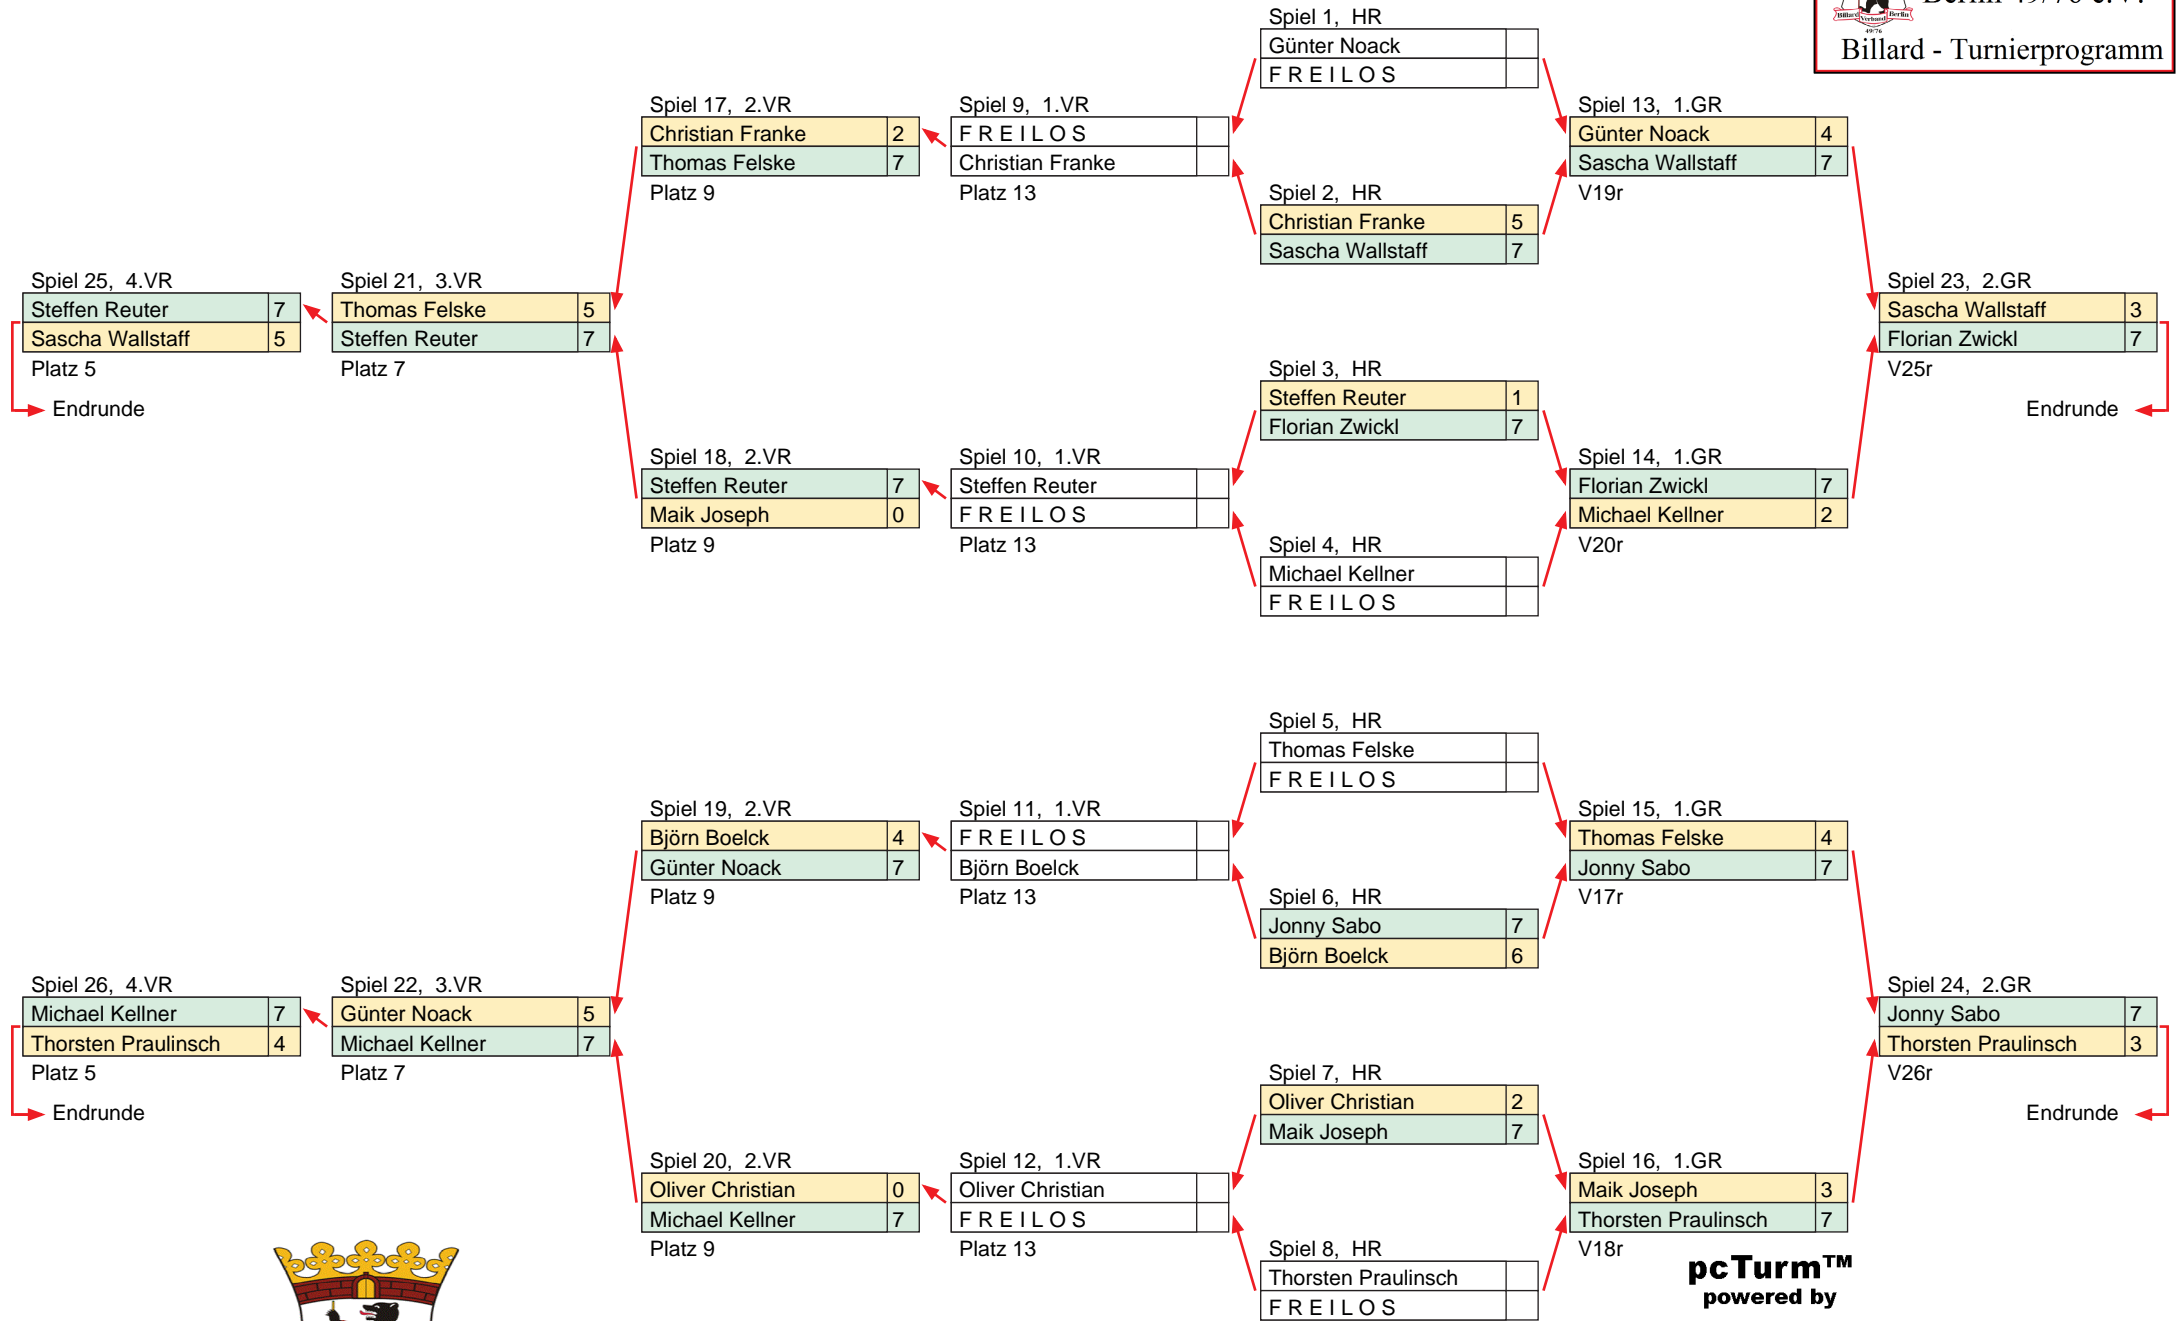 Berlin 49/76 e.V.
Billard Verband Berlin
49/76
Billard - Turnierprogramm
Spiel 25, 4.VR
Steffen Reuter 7
Sascha Wallstaff 5
Platz 5
Endrunde
Spiel 26, 4.VR
Michael Kellner 7
Thorsten Praulinsch 4
Platz 5
Endrunde
Spiel 21, 3.VR
Thomas Felske 5
Steffen Reuter 7
Platz 7
Spiel 22, 3.VR
Günter Noack 5
Michael Kellner 7
Platz 7
Spiel 17, 2.VR
Christian Franke 2
Thomas Felske 7
Platz 9
Spiel 18, 2.VR
Steffen Reuter 7
Maik Joseph 0
Platz 9
Spiel 19, 2.VR
Björn Boelck 4
Günter Noack 7
Platz 9
Spiel 20, 2.VR
Oliver Christian 0
Michael Kellner 7
Platz 9
Spiel 9, 1.VR
F R E I L O S
Christian Franke
Platz 13
Spiel 10, 1.VR
Steffen Reuter
F R E I L O S
Platz 13
Spiel 11, 1.VR
F R E I L O S
Björn Boelck
Platz 13
Spiel 12, 1.VR
Oliver Christian
F R E I L O S
Platz 13
Spiel 1, HR
Günter Noack
F R E I L O S
Spiel 2, HR
Christian Franke 5
Sascha Wallstaff 7
Spiel 3, HR
Steffen Reuter 1
Florian Zwickl 7
Spiel 4, HR
Michael Kellner
F R E I L O S
Spiel 5, HR
Thomas Felske
F R E I L O S
Spiel 6, HR
Jonny Sabo 7
Björn Boelck 6
Spiel 7, HR
Oliver Christian 2
Maik Joseph 7
Spiel 8, HR
Thorsten Praulinsch
F R E I L O S
Spiel 13, 1.GR
Günter Noack 4
Sascha Wallstaff 7
V19r
Spiel 14, 1.GR
Florian Zwickl 7
Michael Kellner 2
V20r
Spiel 15, 1.GR
Thomas Felske 4
Jonny Sabo 7
V17r
Spiel 16, 1.GR
Maik Joseph 3
Thorsten Praulinsch 7
V18r
Spiel 23, 2.GR
Sascha Wallstaff 3
Florian Zwickl 7
V25r
Endrunde
Spiel 24, 2.GR
Jonny Sabo 7
Thorsten Praulinsch 3
V26r
Endrunde
pcTurm™
powered by